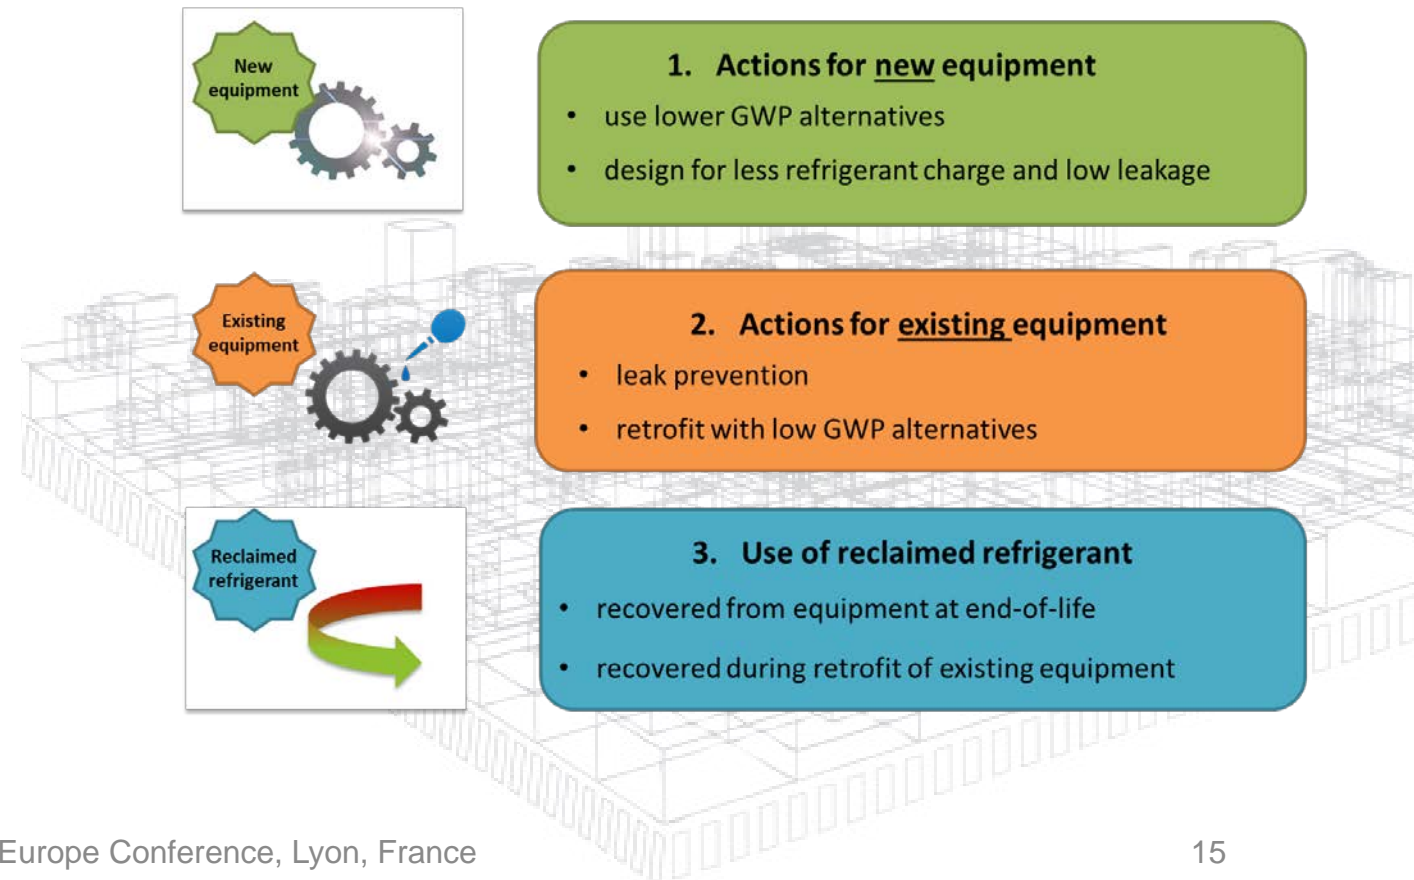 New
equipment
1. Actions for new equipment
• use lower GWP alternatives
• design for less refrigerant charge and low leakage
Existing
equipment
2. Actions for existing equipment
• leak prevention
• retrofit with low GWP alternatives
Reclaimed
refrigerant
3. Use of reclaimed refrigerant
• recovered from equipment at end-of-life
• recovered during retrofit of existing equipment
Europe Conference, Lyon, France
15